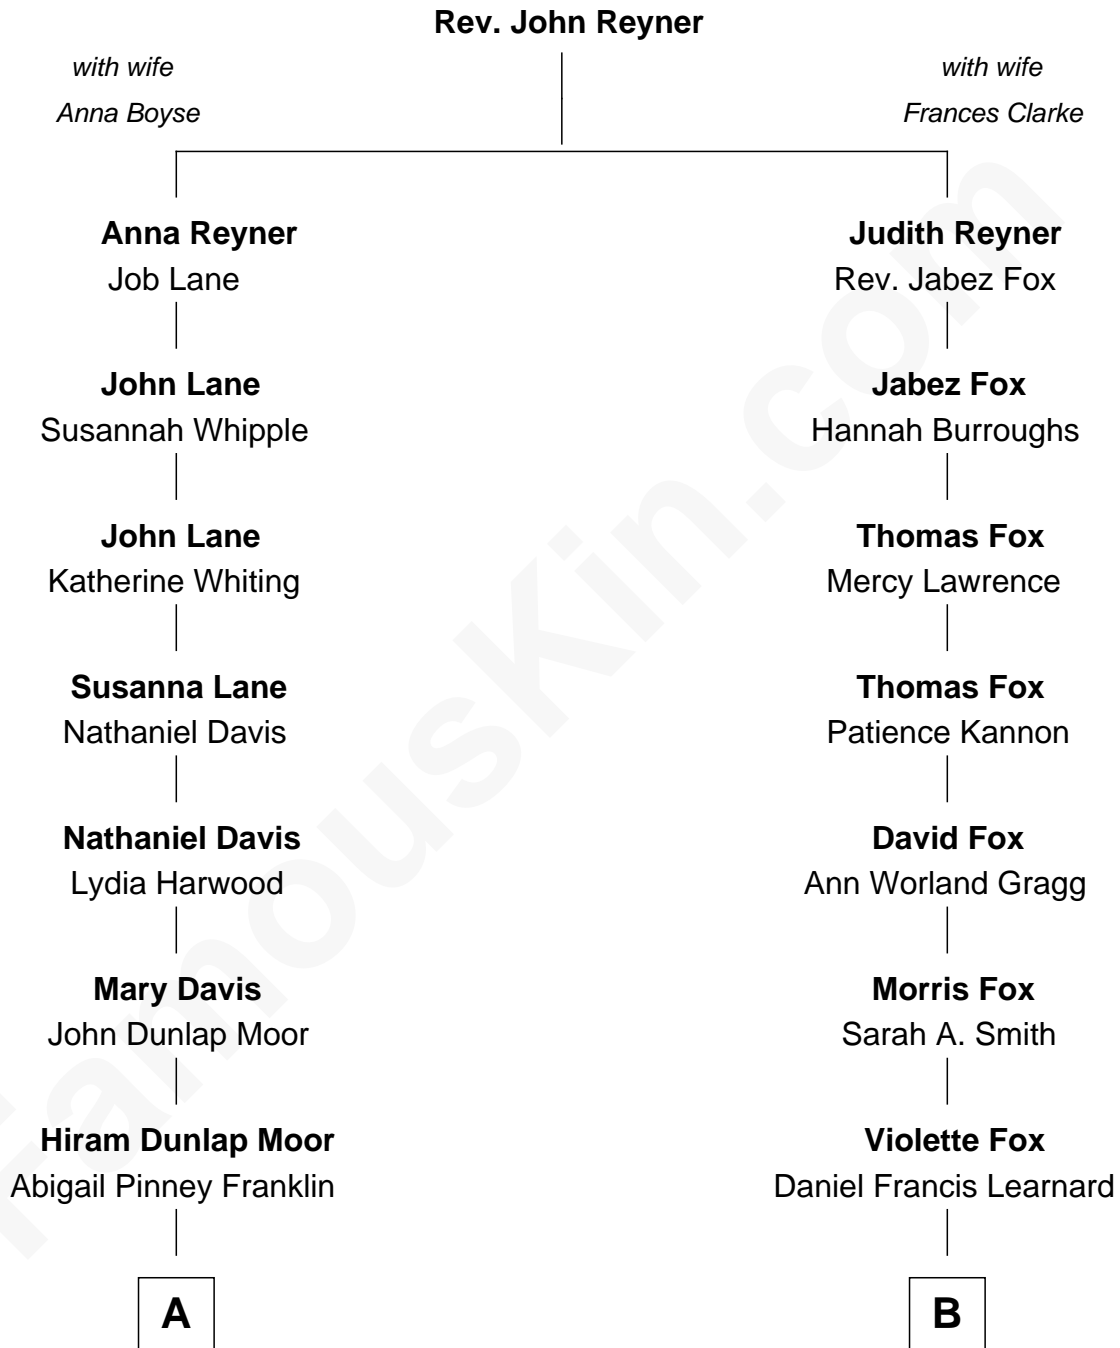 Rev. John Reyner
with wife
Anna Boyse
with wife
Frances Clarke
Anna Reyner
Job Lane
Judith Reyner
Rev. Jabez Fox
John Lane
Susannah Whipple
Jabez Fox
Hannah Burroughs
John Lane
Katherine Whiting
Thomas Fox
Mercy Lawrence
Susanna Lane
Nathaniel Davis
Thomas Fox
Patience Kannon
Nathaniel Davis
Lydia Harwood
David Fox
Ann Worland Gragg
Mary Davis
John Dunlap Moor
Morris Fox
Sarah A. Smith
Hiram Dunlap Moor
Abigail Pinney Franklin
Violette Fox
Daniel Francis Learnard
A
B
FamousKin.com